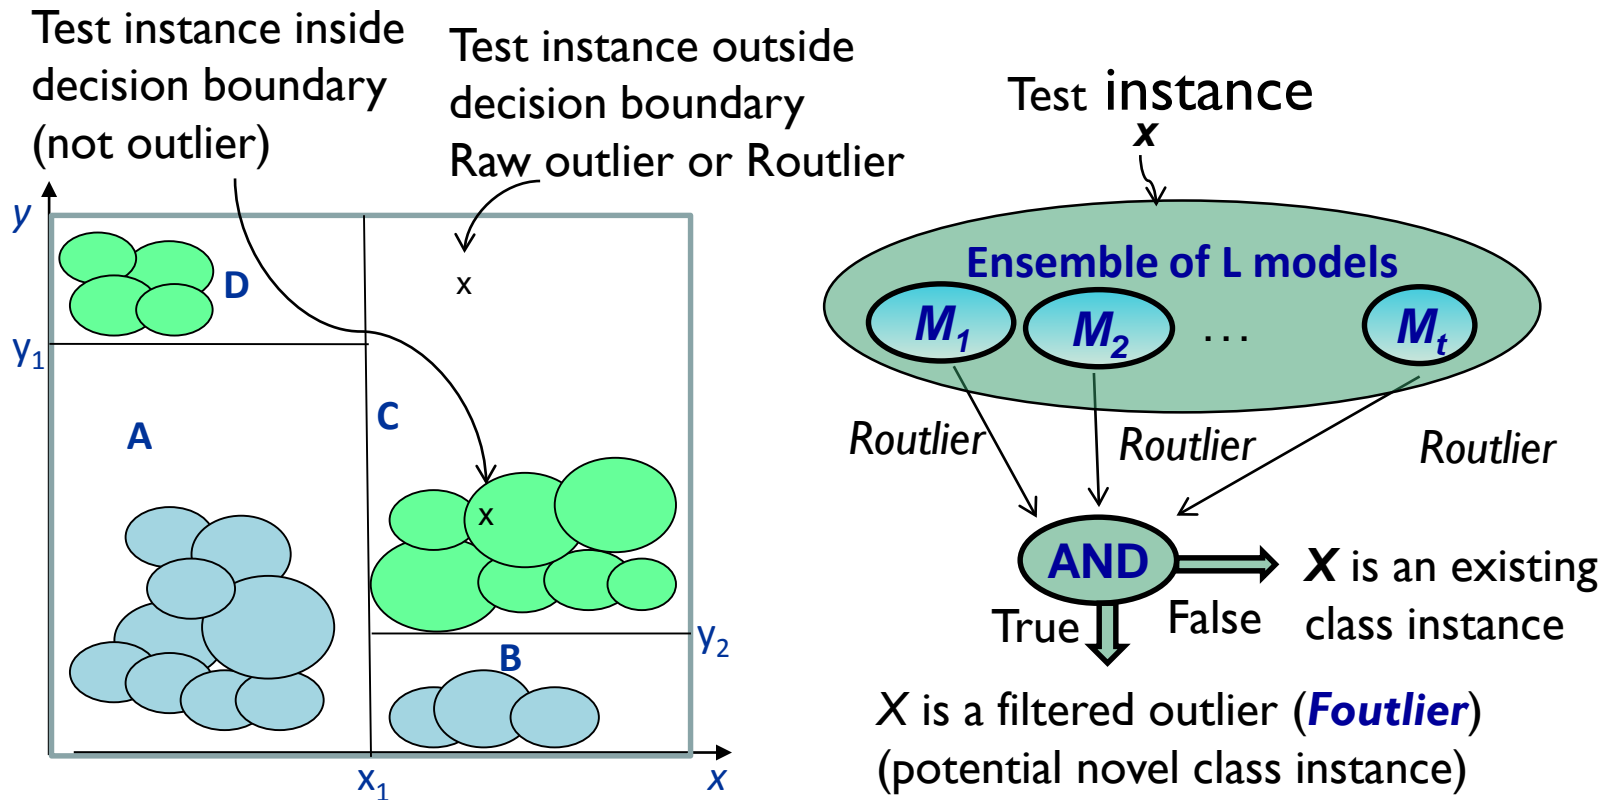 Test instance inside
decision boundary
(not outlier)
Test instance outside
decision boundary
Raw outlier or Routlier
y
D
x
y1
C
A
x
y2
B
x1
x
Test instance
x
Ensemble of L models
M1
M2
...
Mt
Routlier
Routlier
Routlier
AND
True
False
X is an existing
class instance
X is a filtered outlier (Foutlier)
(potential novel class instance)